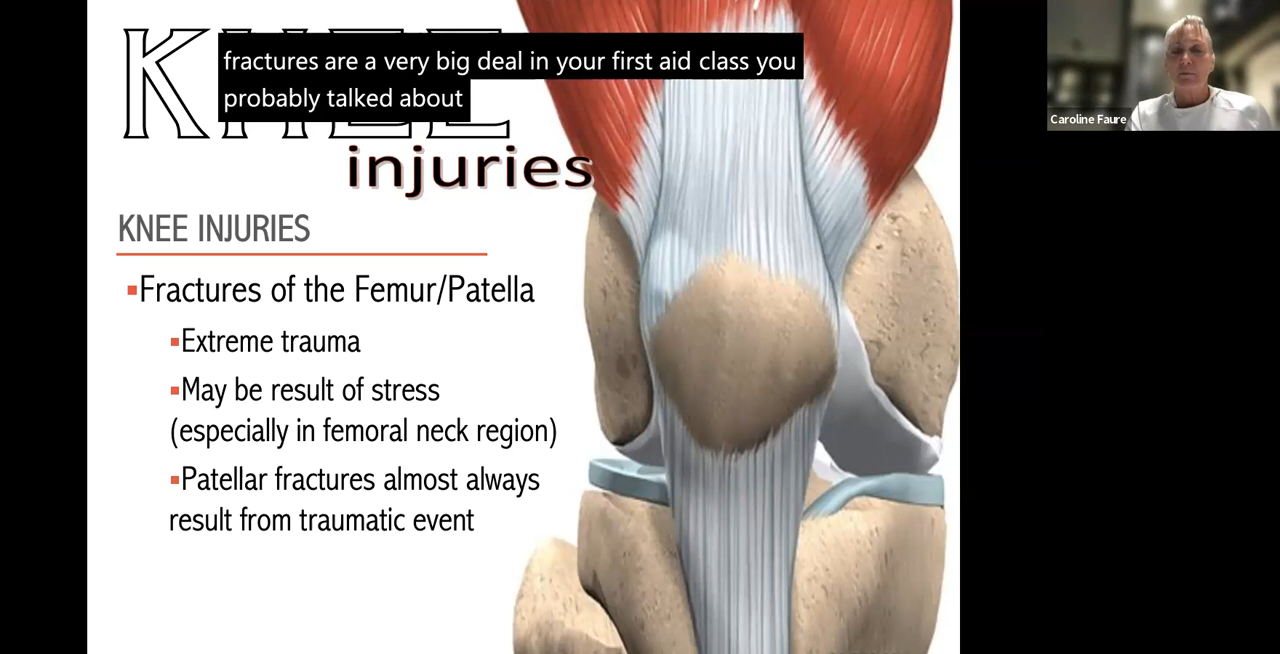 KNEE
fractures are a very big deal in your first aid class you
probably talked about
injuries
KNEE INJURIES
▪Fractures of the Femur/Patella
▪Extreme trauma
▪May be result of stress
(especially in femoral neck region)
▪Patellar fractures almost always
result from traumatic event
Caroline Faure